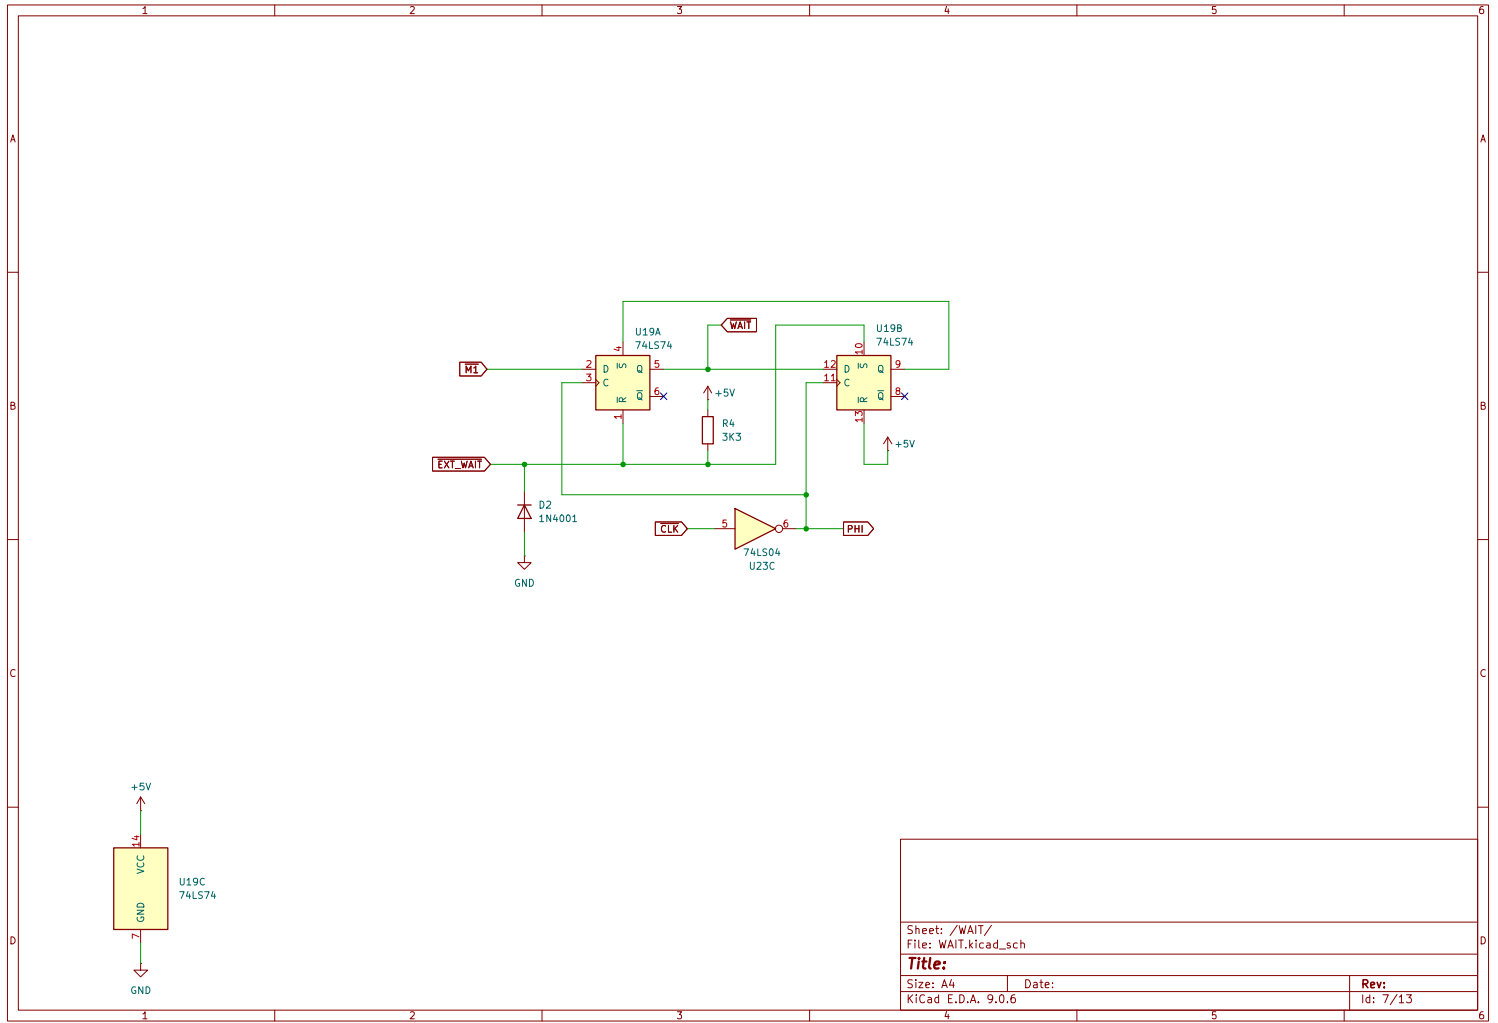 1 2 3 4 5 6
A A
U19A
74LS74
WAIT
U19B
74LS74
4 10
M1
2 D S Q 5
3 C
R Q 6
1
12 D S Q 9
11 C
R Q 8
13
+5V
R4
3K3
B B
+5V
EXT_WAIT
D2
1N4001
CLK 5 6 PHI
74LS04
U23C
GND
C C
+5V
14
VCC
U19C
74LS74
GND
7
GND
Sheet: /WAIT/
File: WAIT.kicad_sch
D D
Title:
Size: A4 Date: Rev:
KiCad E.D.A. 9.0.6 Id: 7/13
1 2 3 4 5 6